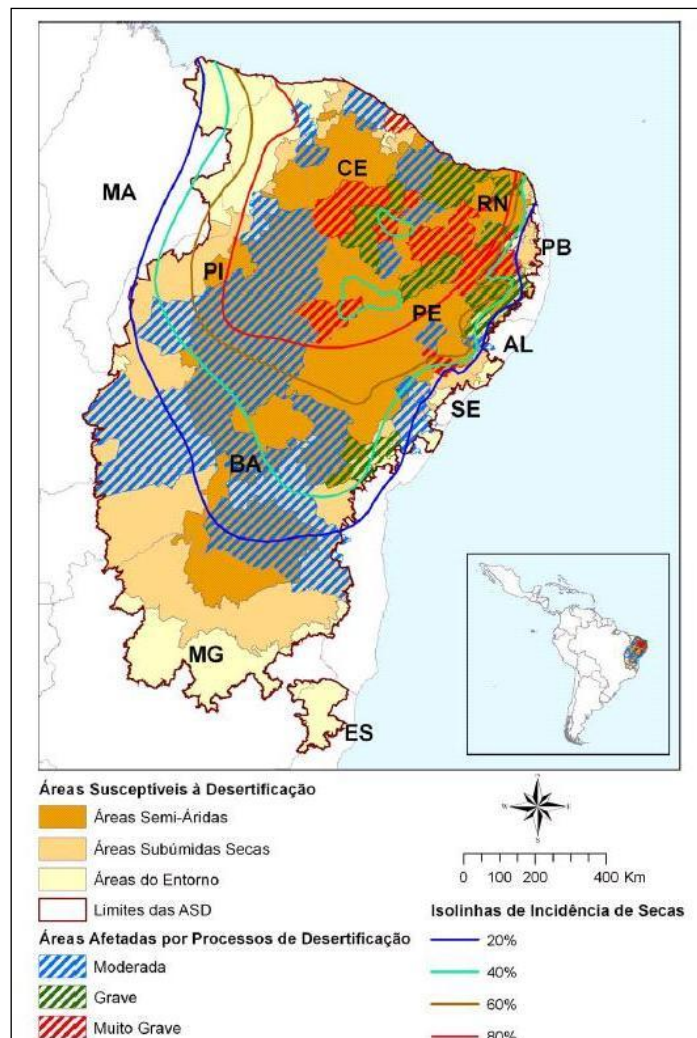 CE
MA
RN
PB
PI
PE
AL
SE
BA
MG
ES
Áreas Susceptíveis à Desertificação
Áreas Semi-Áridas
Áreas Subúmidas Secas
Áreas do Entorno
Limites das ASD
Áreas Afetadas por Processos de Desertificação
Moderada
Grave
Muito Grave
0 100 200 400 Km
Isolinhas de Incidência de Secas
20%
40%
60%
80%